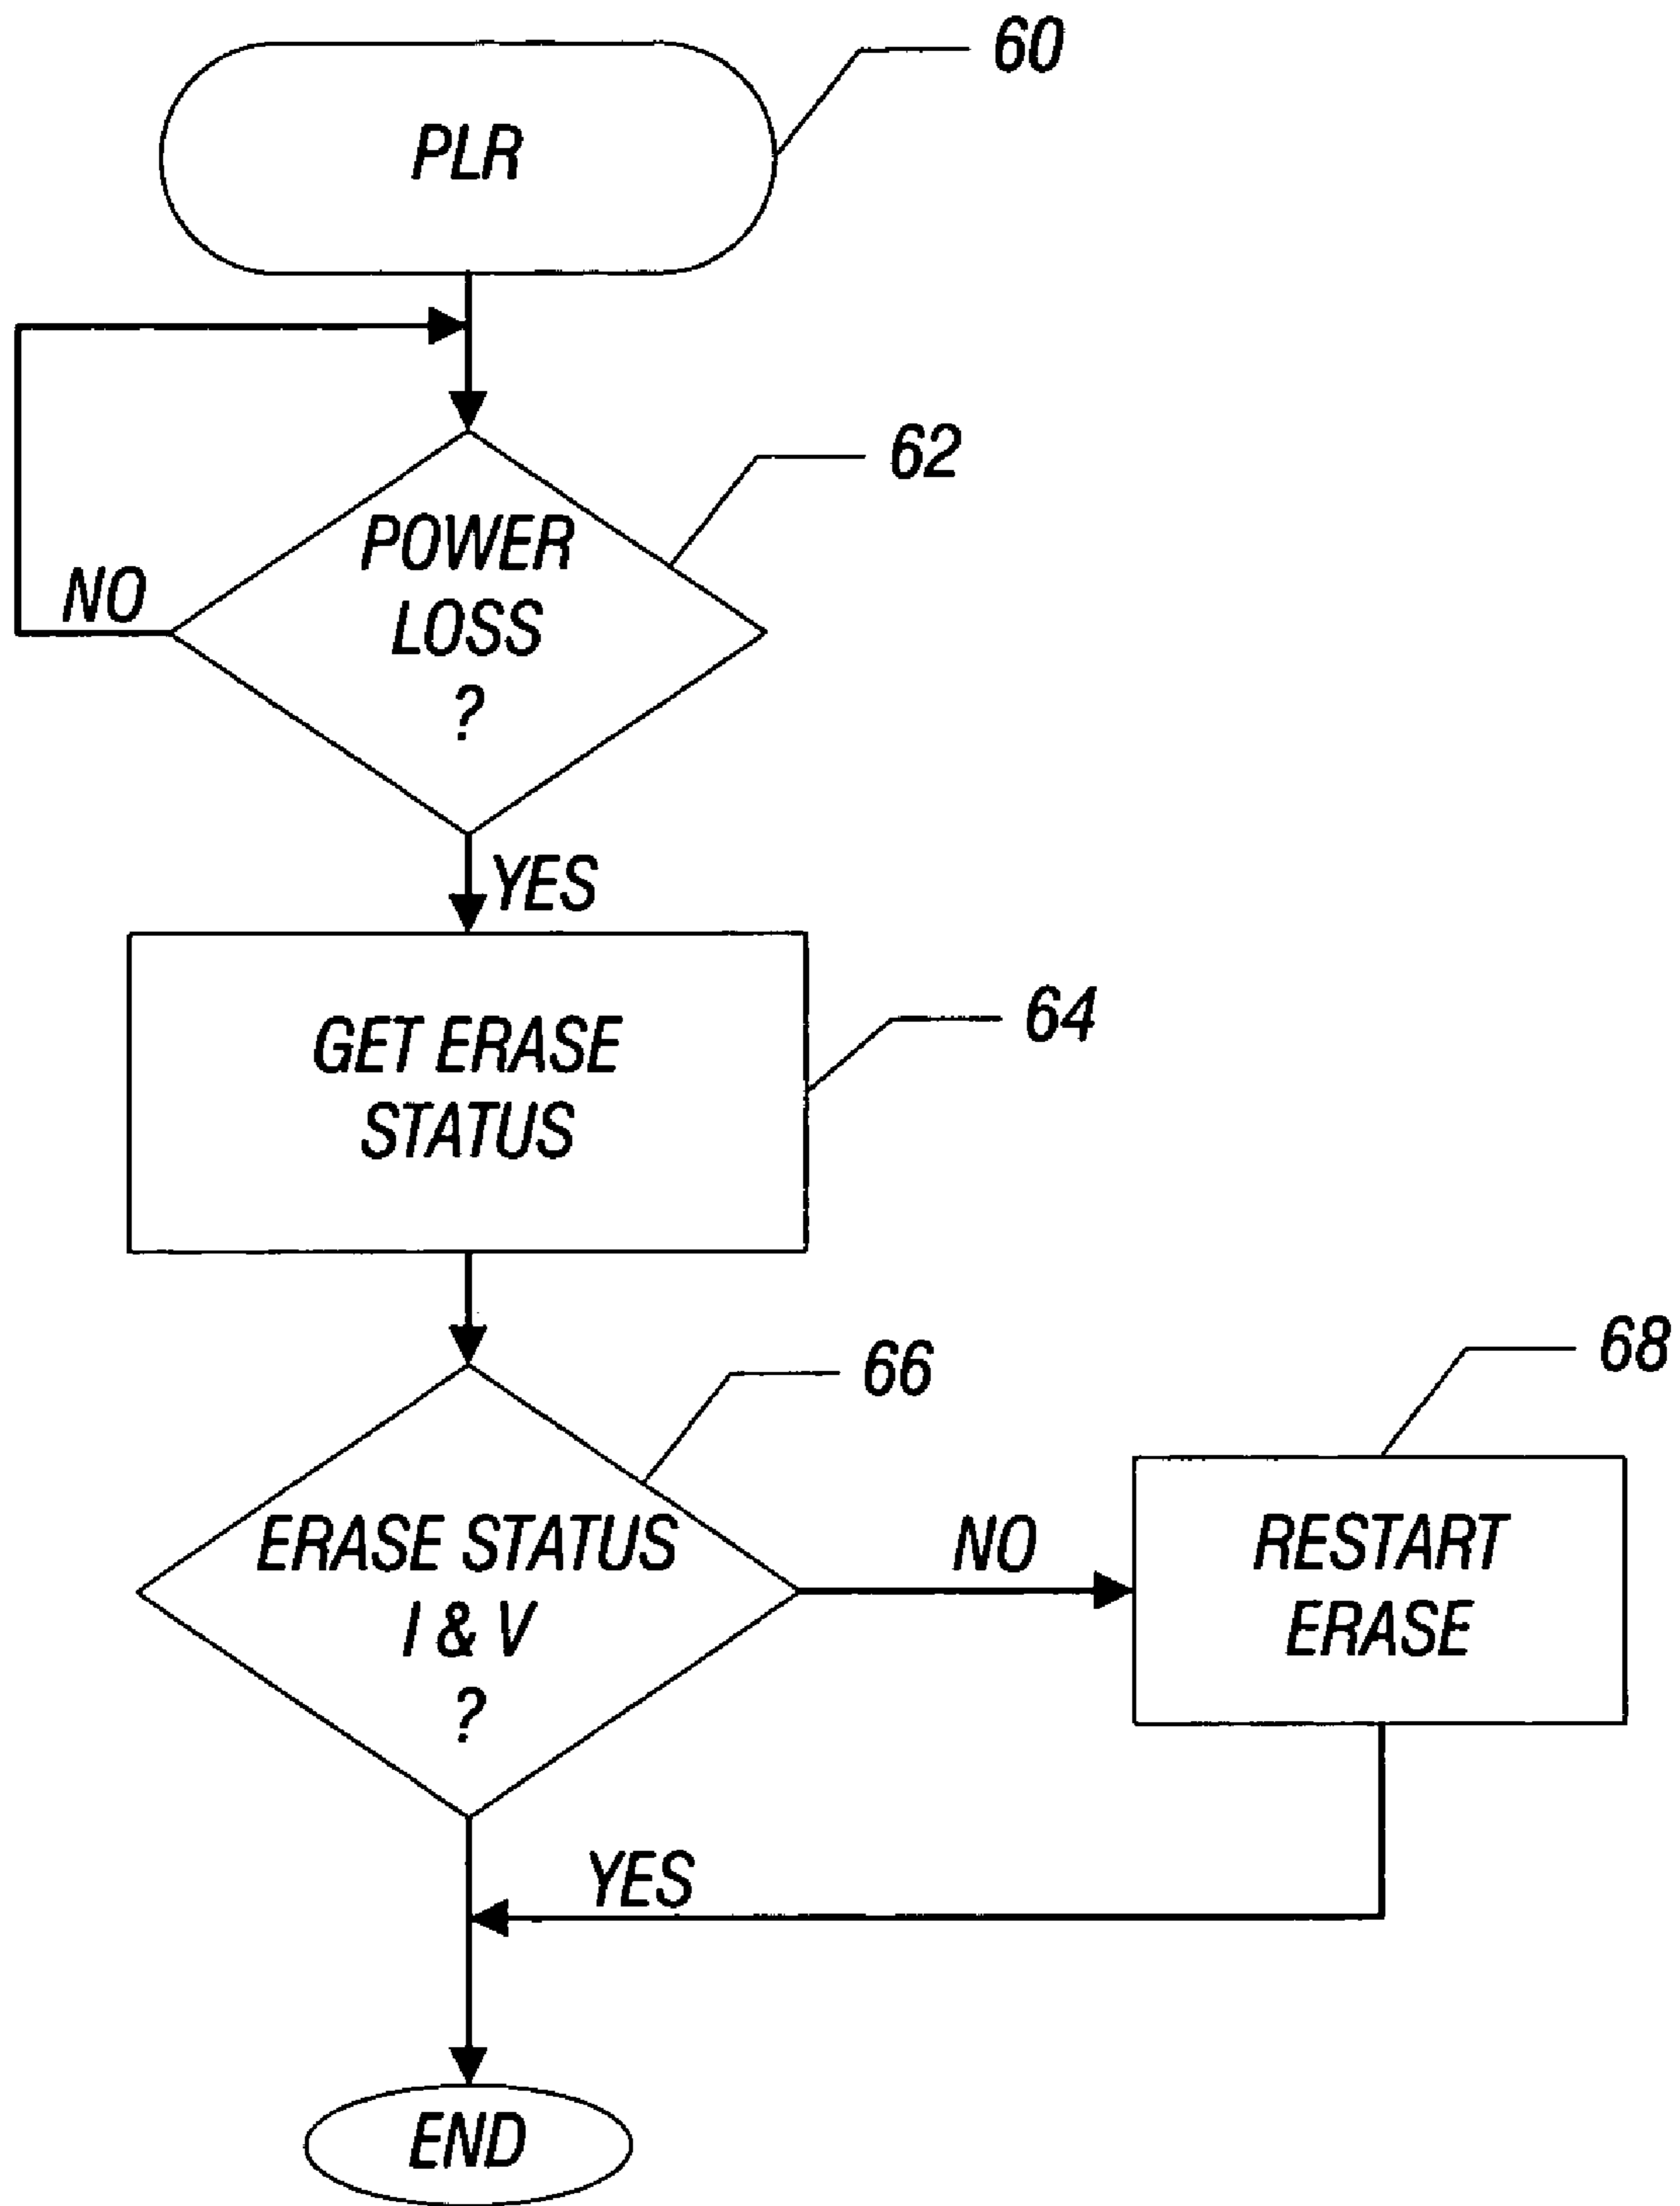 60
PLR
62
POWER
LOSS
?
NO
YES
64
GET ERASE
STATUS
66
68
ERASE STATUS
I & V
?
NO
RESTART
ERASE
YES
END